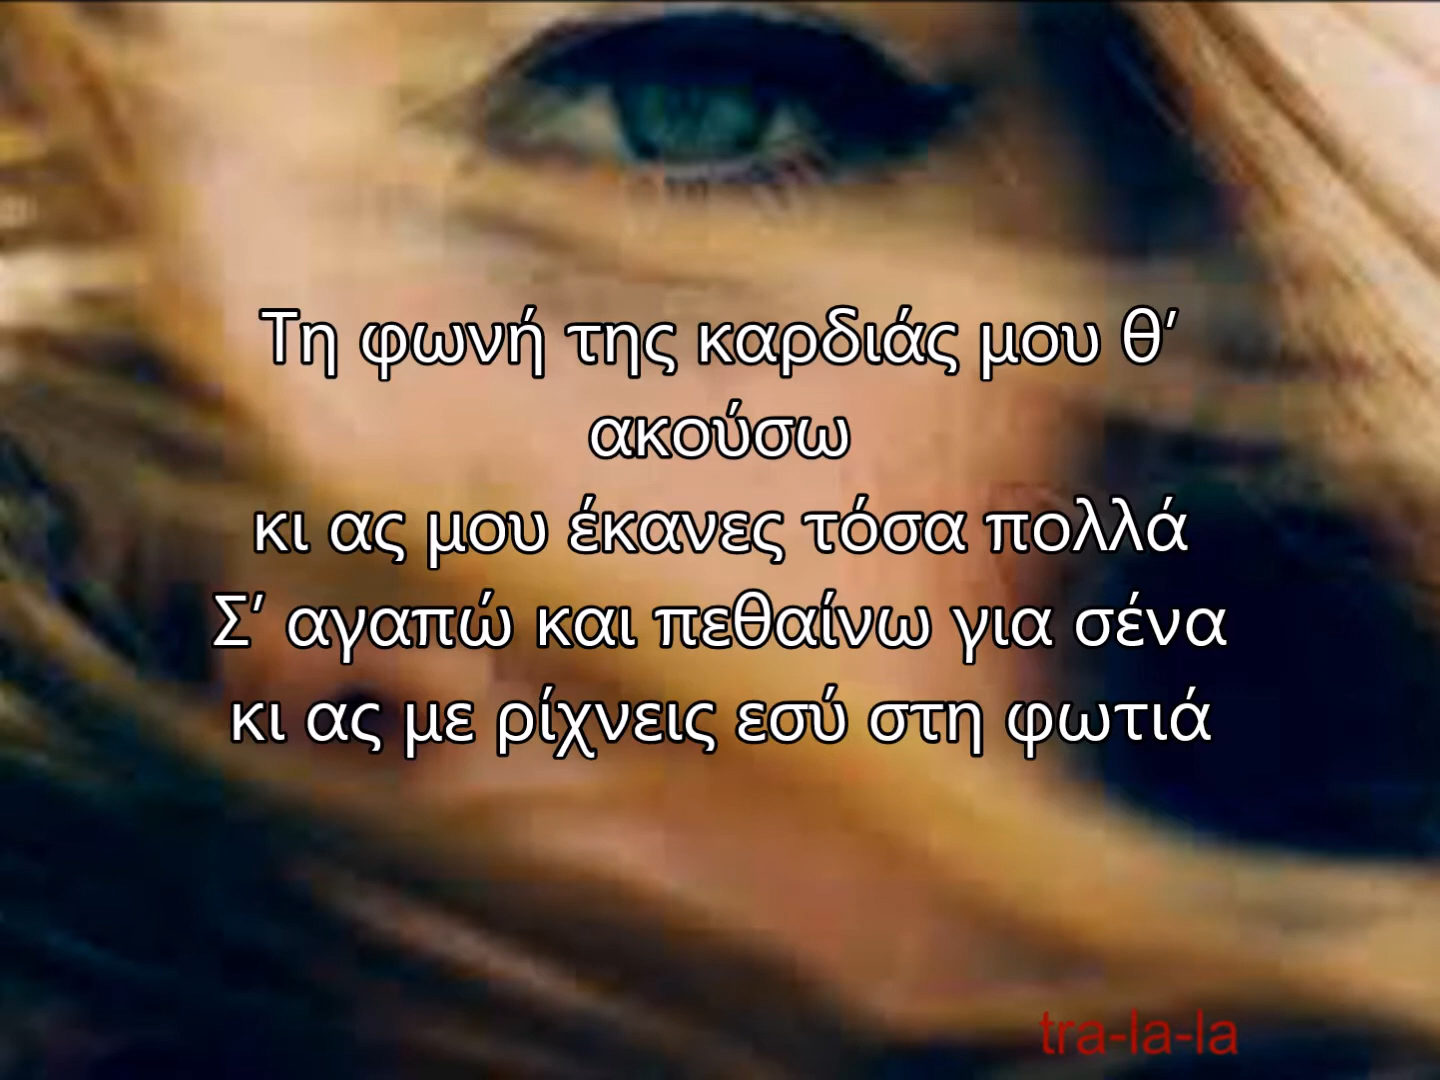 Τη φωνή της καρδιάς μου θ’
ακούσω
κι ας μου έκανες τόσα πολλά
Σ’ αγαπώ και πεθαίνω για σένα
κι ας με ρίχνεις εσύ στη φωτιά
tra-la-la